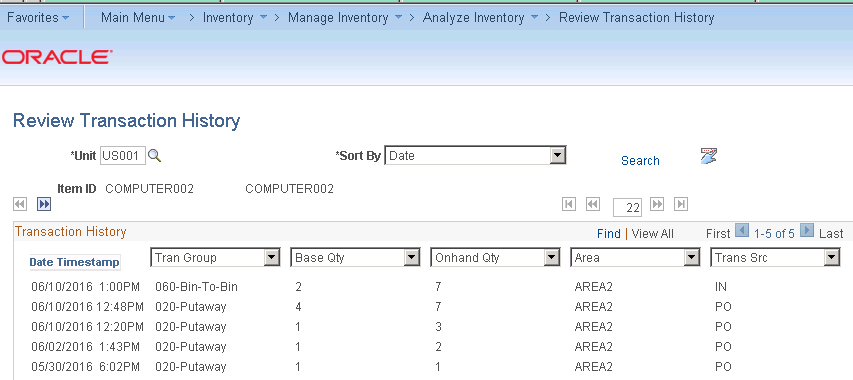 Favorites Main Menu > Inventory > Manage Inventory > Analyze Inventory > Review Transaction History
ORACLE
Review Transaction History
*Unit US001 *Sort By Date Search
Item ID COMPUTER002 COMPUTER002
22
Transaction History Find | View All First 1-5 of 5 Last
Date Timestamp Tran Group Base Qty Onhand Qty Area Trans Src
06/10/2016 1:00PM 060-Bin-To-Bin 2 7 AREA2 IN
06/10/2016 12:48PM 020-Putaway 4 7 AREA2 PO
06/10/2016 12:20PM 020-Putaway 1 3 AREA2 PO
06/02/2016 1:43PM 020-Putaway 1 2 AREA2 PO
05/30/2016 6:02PM 020-Putaway 1 1 AREA2 PO